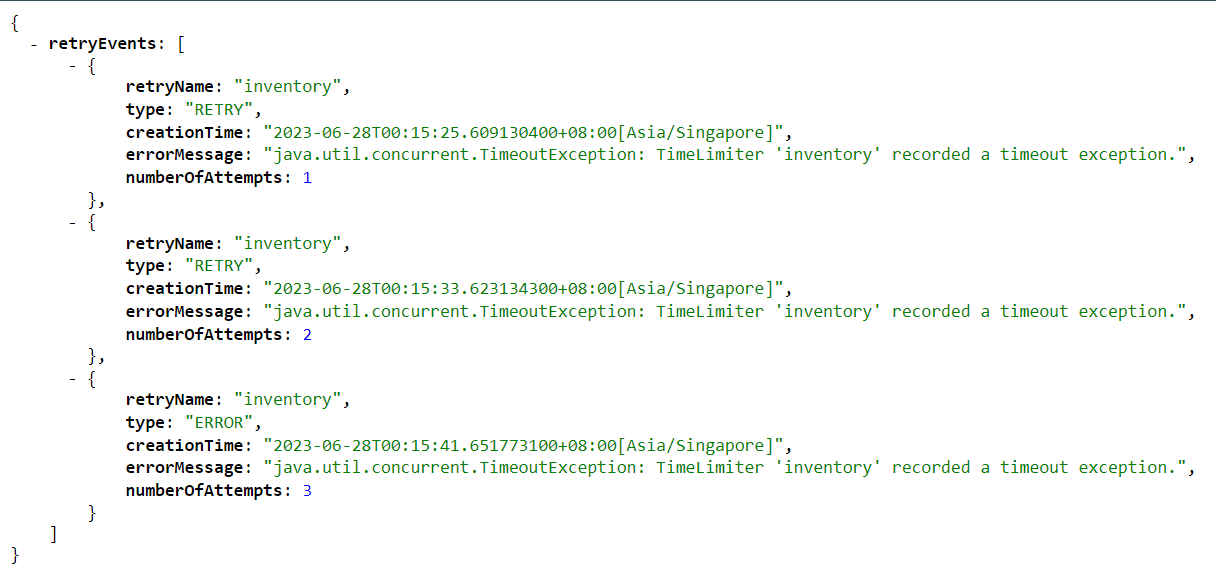 {
- retryEvents: [
- {
retryName: "inventory",
type: "RETRY",
creationTime: "2023-06-28T00:15:25.609130400+08:00[Asia/Singapore]",
errorMessage: "java.util.concurrent.TimeoutException: TimeLimiter 'inventory' recorded a timeout exception.",
numberOfAttempts: 1
},
- {
retryName: "inventory",
type: "RETRY",
creationTime: "2023-06-28T00:15:33.623134300+08:00[Asia/Singapore]",
errorMessage: "java.util.concurrent.TimeoutException: TimeLimiter 'inventory' recorded a timeout exception.",
numberOfAttempts: 2
},
- {
retryName: "inventory",
type: "ERROR",
creationTime: "2023-06-28T00:15:41.651773100+08:00[Asia/Singapore]",
errorMessage: "java.util.concurrent.TimeoutException: TimeLimiter 'inventory' recorded a timeout exception.",
numberOfAttempts: 3
}
]
}